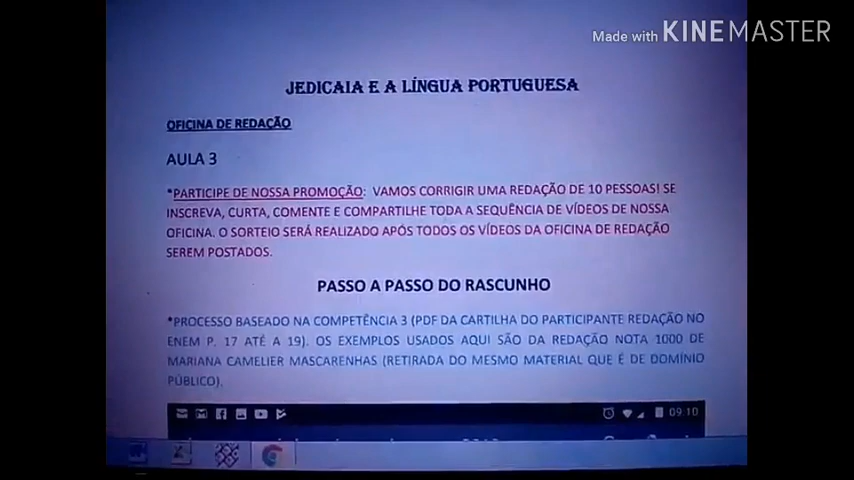 Made with KINEMASTER
JEDICAIA E A LÍNGUA PORTUGUESA
OFICINA DE REDAÇÃO
AULA 3
*PARTICIPE DE NOSSA PROMOÇÃO: VAMOS CORRIGIR UMA REDAÇÃO DE 10 PESSOAS! SE
INSCREVA, CURTA, COMENTE E COMPARTILHE TODA A SEQUÊNCIA DE VÍDEOS DE NOSSA
OFICINA. O SORTEIO SERÁ REALIZADO APÓS TODOS OS VÍDEOS DA OFICINA DE REDAÇÃO
SEREM POSTADOS.
PASSO A PASSO DO RASCUNHO
*PROCESSO BASEADO NA COMPETÊNCIA 3 (PDF DA CARTILHA DO PARTICIPANTE REDAÇÃO NO
ENEM P. 17 ATÉ A 19). OS EXEMPLOS USADOS AQUI SÃO DA REDAÇÃO NOTA 1000 DE
MARIANA CAMELIER MASCARENHAS (RETIRADA DO MESMO MATERIAL QUE É DE DOMÍNIO
PÚBLICO).
09:10